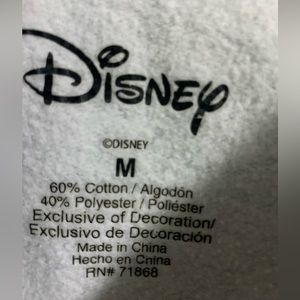 Disney
©DISNEY
M
60% Cotton / Algodón
40% Polyester / Poliéster
Exclusive of Decoration/
Exclusivo de Decoración
Made in China
Hecho en China
RN# 71868